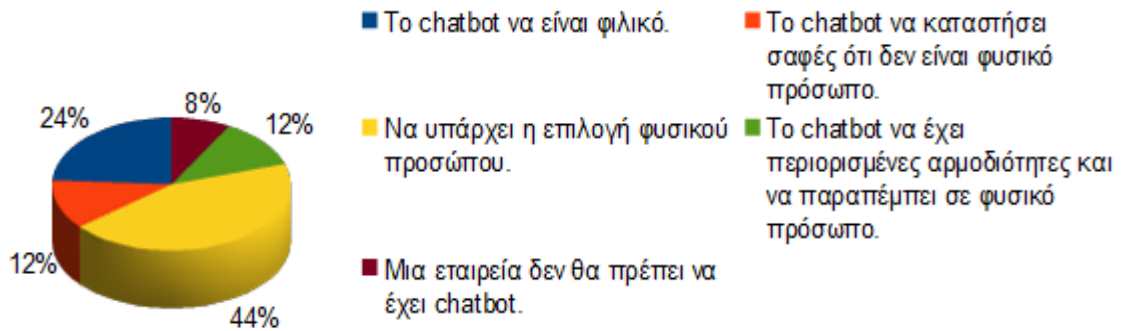 Το chatbot να είναι φιλικό.
Το chatbot να καταστήσει
σαφές ότι δεν είναι φυσικό
πρόσωπο.
Να υπάρχει η επιλογή φυσικού
προσώπου.
Το chatbot να έχει
περιορισμένες αρμοδιότητες και
να παραπέμπει σε φυσικό
πρόσωπο.
Μια εταιρεία δεν θα πρέπει να
έχει chatbot.
24%
8%
12%
12%
44%